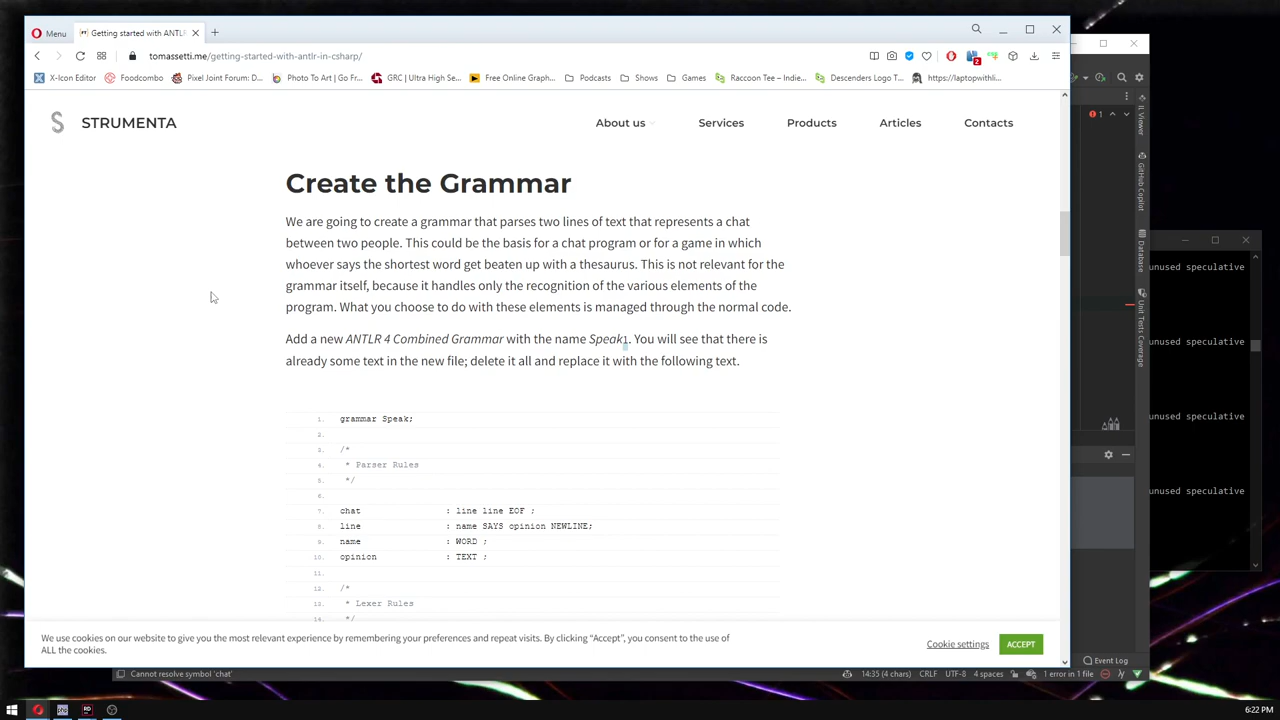 Menu
Getting started with ANTLR
tomassetti.me/getting-started-with-antlr-in-csharp/
X-Icon Editor
Foodcombo
Pixel Joint Forum: D...
Photo To Art | Go Fr...
GRC | Ultra High Se...
Free Online Graph...
Podcasts
Shows
Games
Raccoon Tee – Indie...
Descenders Logo T...
https://laptopwithli...
2
STRUMENTA
About us
Services
Products
Articles
Contacts
Create the Grammar
We are going to create a grammar that parses two lines of text that represents a chat
between two people. This could be the basis for a chat program or for a game in which
whoever says the shortest word get beaten up with a thesaurus. This is not relevant for the
grammar itself, because it handles only the recognition of the various elements of the
program. What you choose to do with these elements is managed through the normal code.
Add a new ANTLR 4 Combined Grammar with the name Speak1. You will see that there is
already some text in the new file; delete it all and replace it with the following text.
1. grammar Speak;
2.
3. /*
4. * Parser Rules
5. */
6.
7. chat : line line EOF ;
8. line : name SAYS opinion NEWLINE;
9. name : WORD ;
10. opinion : TEXT ;
11.
12. /*
13. * Lexer Rules
14. */
We use cookies on our website to give you the most relevant experience by remembering your preferences and repeat visits. By clicking “Accept”, you consent to the use of
ALL the cookies.
Cookie settings
ACCEPT
1
IL Viewer
GitHub Copilot
Database
Unit Tests Coverage
unused speculative
unused speculative
unused speculative
unused speculative
Event Log
Cannot resolve symbol 'chat'
14:35 (4 chars)
CRLF
UTF-8
4 spaces
1 error in 1 file
6:22 PM